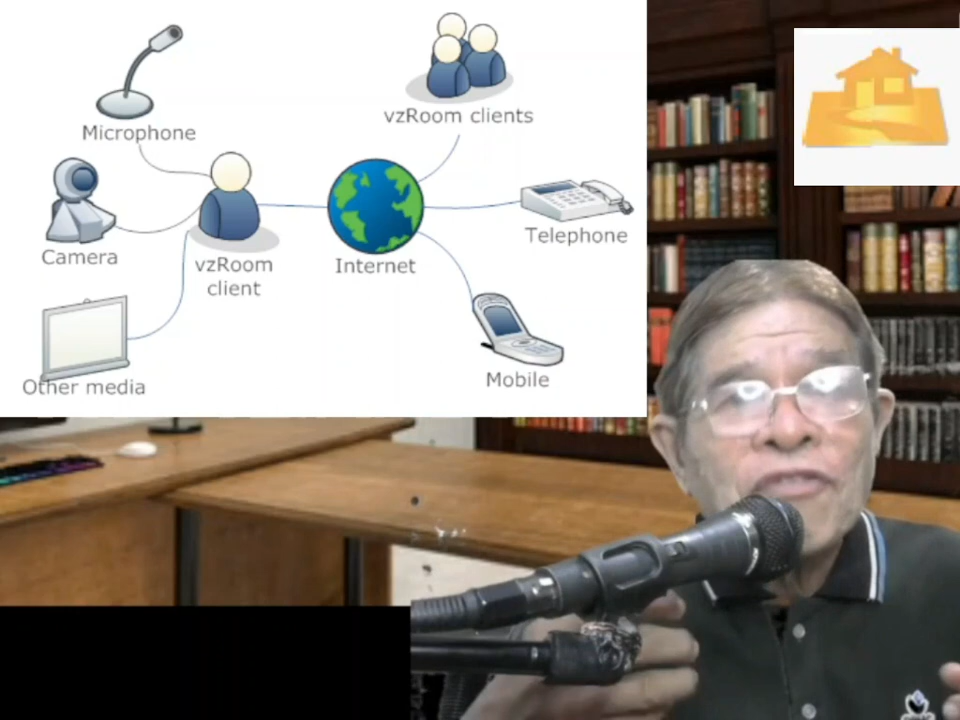 Microphone
vzRoom clients
Camera
vzRoom
client
Internet
Telephone
Other media
Mobile